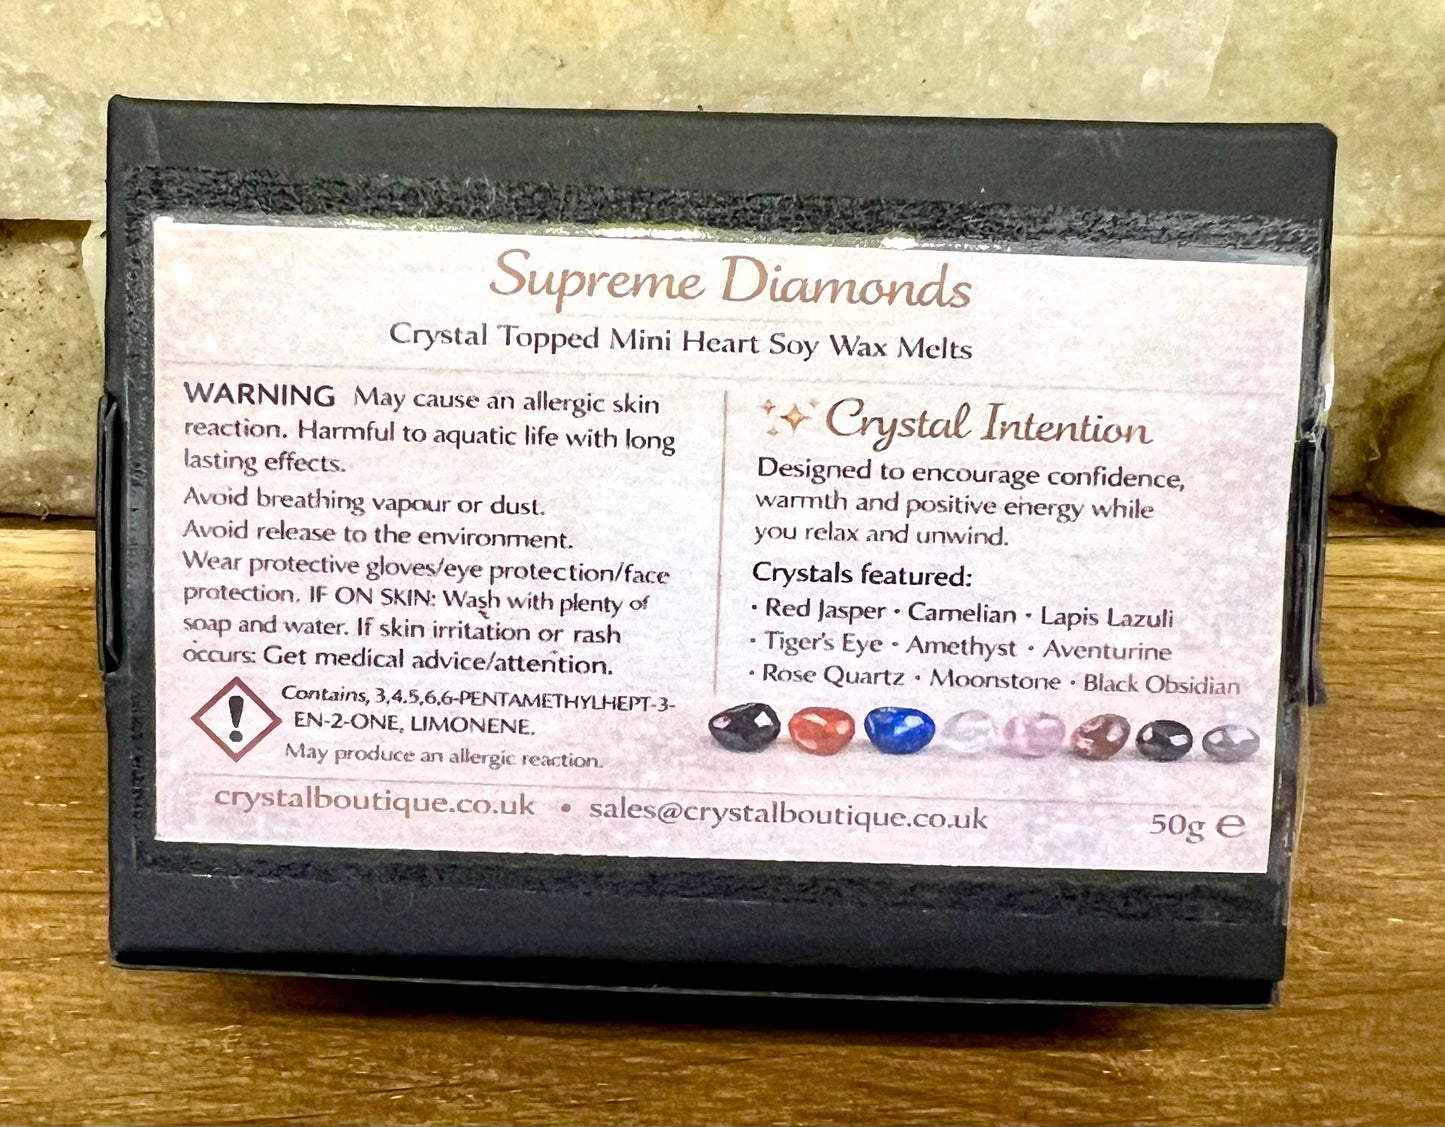 Supreme Diamonds
Crystal Topped Mini Heart Soy Wax Melts
WARNING May cause an allergic skin
reaction. Harmful to aquatic life with long
lasting effects.
Avoid breathing vapour or dust.
Avoid release to the environment.
Wear protective gloves/eye protection/face
protection. IF ON SKIN: Wash with plenty of
soap and water. If skin irritation or rash
occurs: Get medical advice/attention.
Contains, 3,4,5,6,6-PENTAMETHYLHEPT-3-
EN-2-ONE, LIMONENE.
May produce an allergic reaction.
Crystal Intention
Designed to encourage confidence,
warmth and positive energy while
you relax and unwind.
Crystals featured:
• Red Jasper • Carnelian • Lapis Lazuli
• Tiger's Eye • Amethyst • Aventurine
• Rose Quartz • Moonstone • Black Obsidian
crystalboutique.co.uk • sales@crystalboutique.co.uk
50g ℮